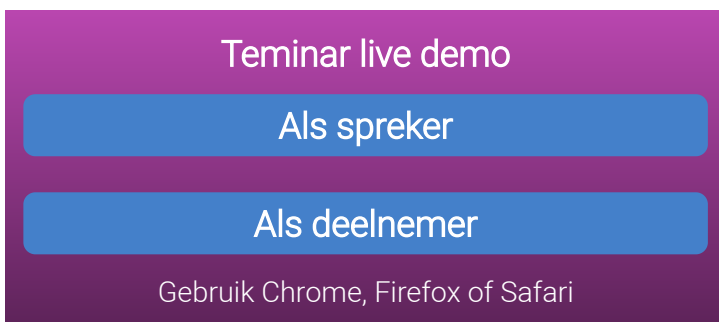 Teminar live demo
Als spreker
Als deelnemer
Gebruik Chrome, Firefox of Safari